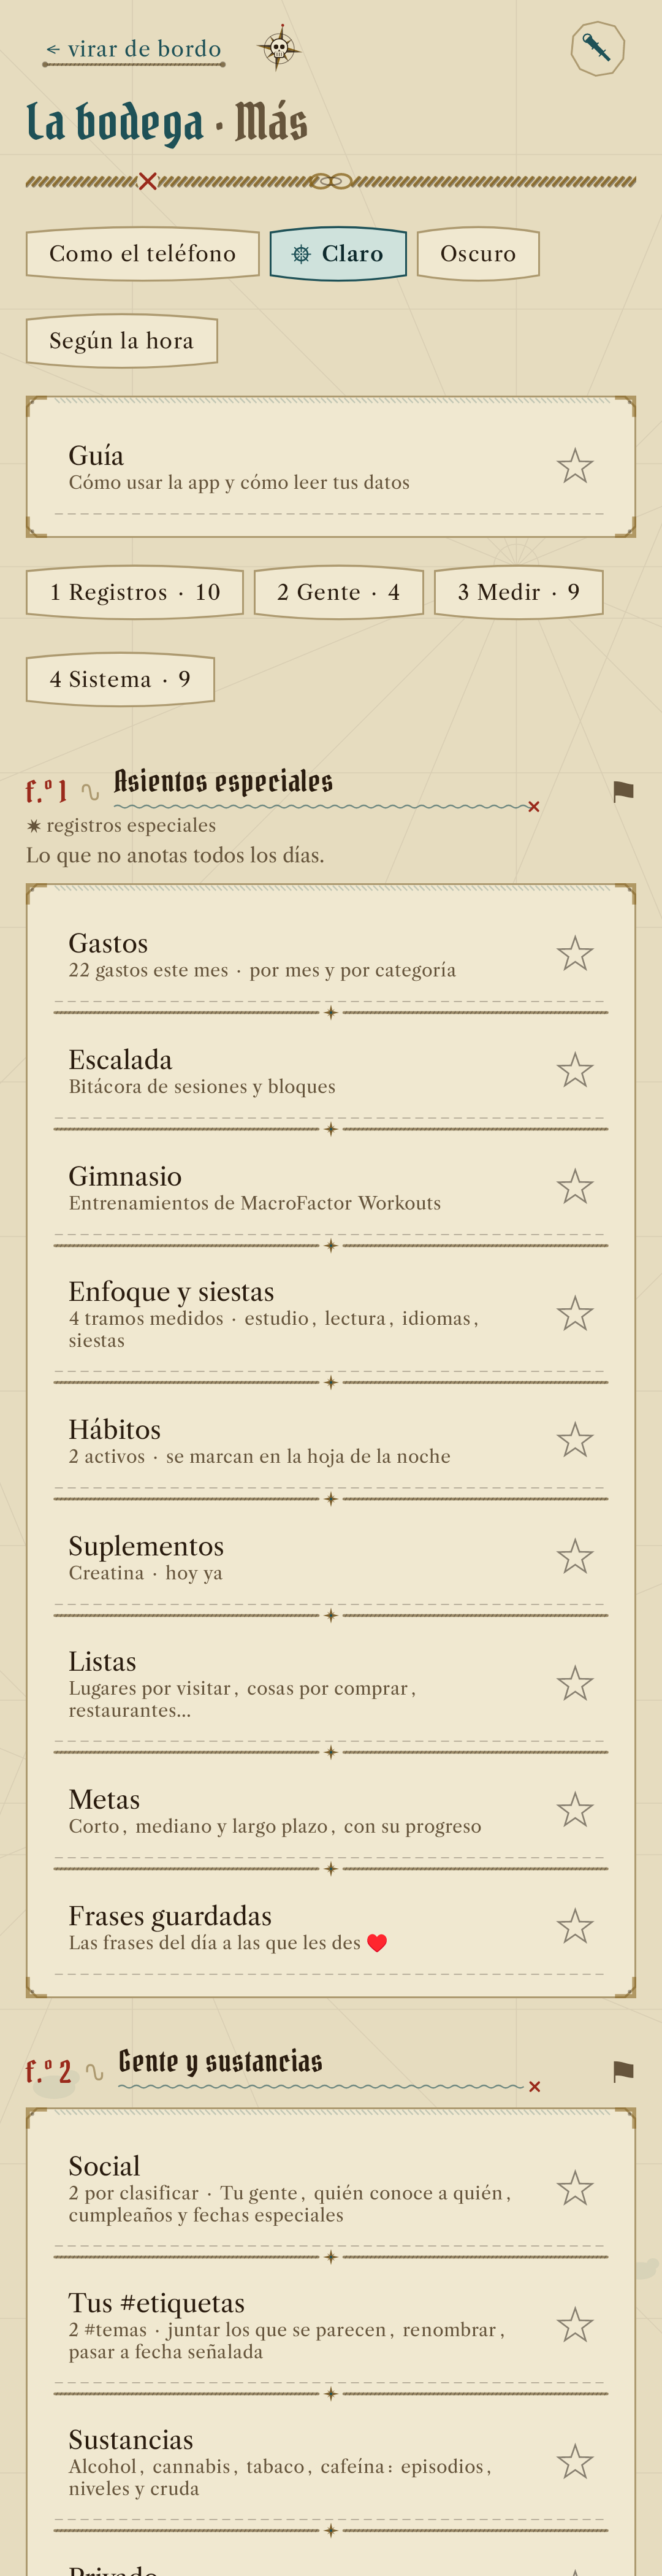 ← virar de bordo
La bodega · Más
Como el teléfono
Claro
Oscuro
Según la hora
Guía
Cómo usar la app y cómo leer tus datos
1 Registros · 10
2 Gente · 4
3 Medir · 9
4 Sistema · 9
f.º 1
Asientos especiales
registros especiales
Lo que no anotas todos los días.
Gastos
22 gastos este mes · por mes y por categoría
Escalada
Bitácora de sesiones y bloques
Gimnasio
Entrenamientos de MacroFactor Workouts
Enfoque y siestas
4 tramos medidos · estudio, lectura, idiomas,
siestas
Hábitos
2 activos · se marcan en la hoja de la noche
Suplementos
Creatina · hoy ya
Listas
Lugares por visitar, cosas por comprar,
restaurantes...
Metas
Corto, mediano y largo plazo, con su progreso
Frases guardadas
Las frases del día a las que les des ❤️
f.º 2
Gente y sustancias
Social
2 por clasificar · Tu gente, quién conoce a quién,
cumpleaños y fechas especiales
Tus #etiquetas
2 #temas · juntar los que se parecen, renombrar,
pasar a fecha señalada
Sustancias
Alcohol, cannabis, tabaco, cafeína: episodios,
niveles y cruda